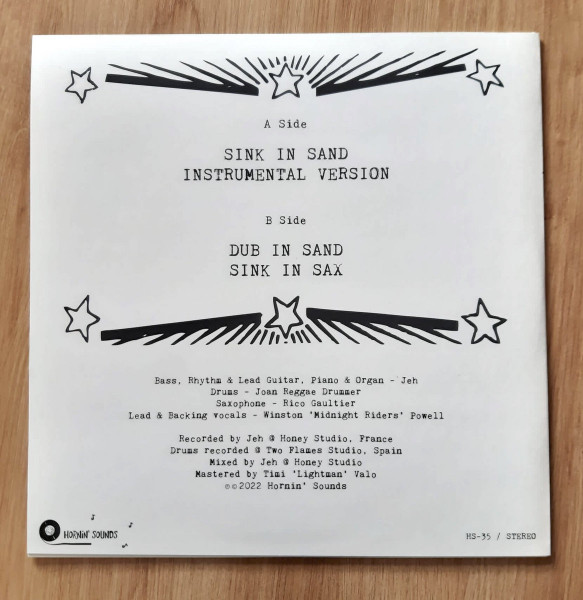 A Side
SINK IN SAND
INSTRUMENTAL VERSION
B Side
DUB IN SAND
SINK IN SAX
Bass, Rhythm & Lead Guitar, Piano & Organ - Jeh
Drums - Joan Reggae Drummer
Saxophone - Rico Gaultier
Lead & Backing vocals - Winston 'Midnight Riders' Powell
Recorded by Jeh @ Honey Studio, France
Drums recorded @ Two Flames Studio, Spain
Mixed by Jeh @ Honey Studio
Mastered by Timi 'Lightman' Valo
℗©2022 Hornin' Sounds
HORNIN' SOUNDS
HS-35 / STEREO